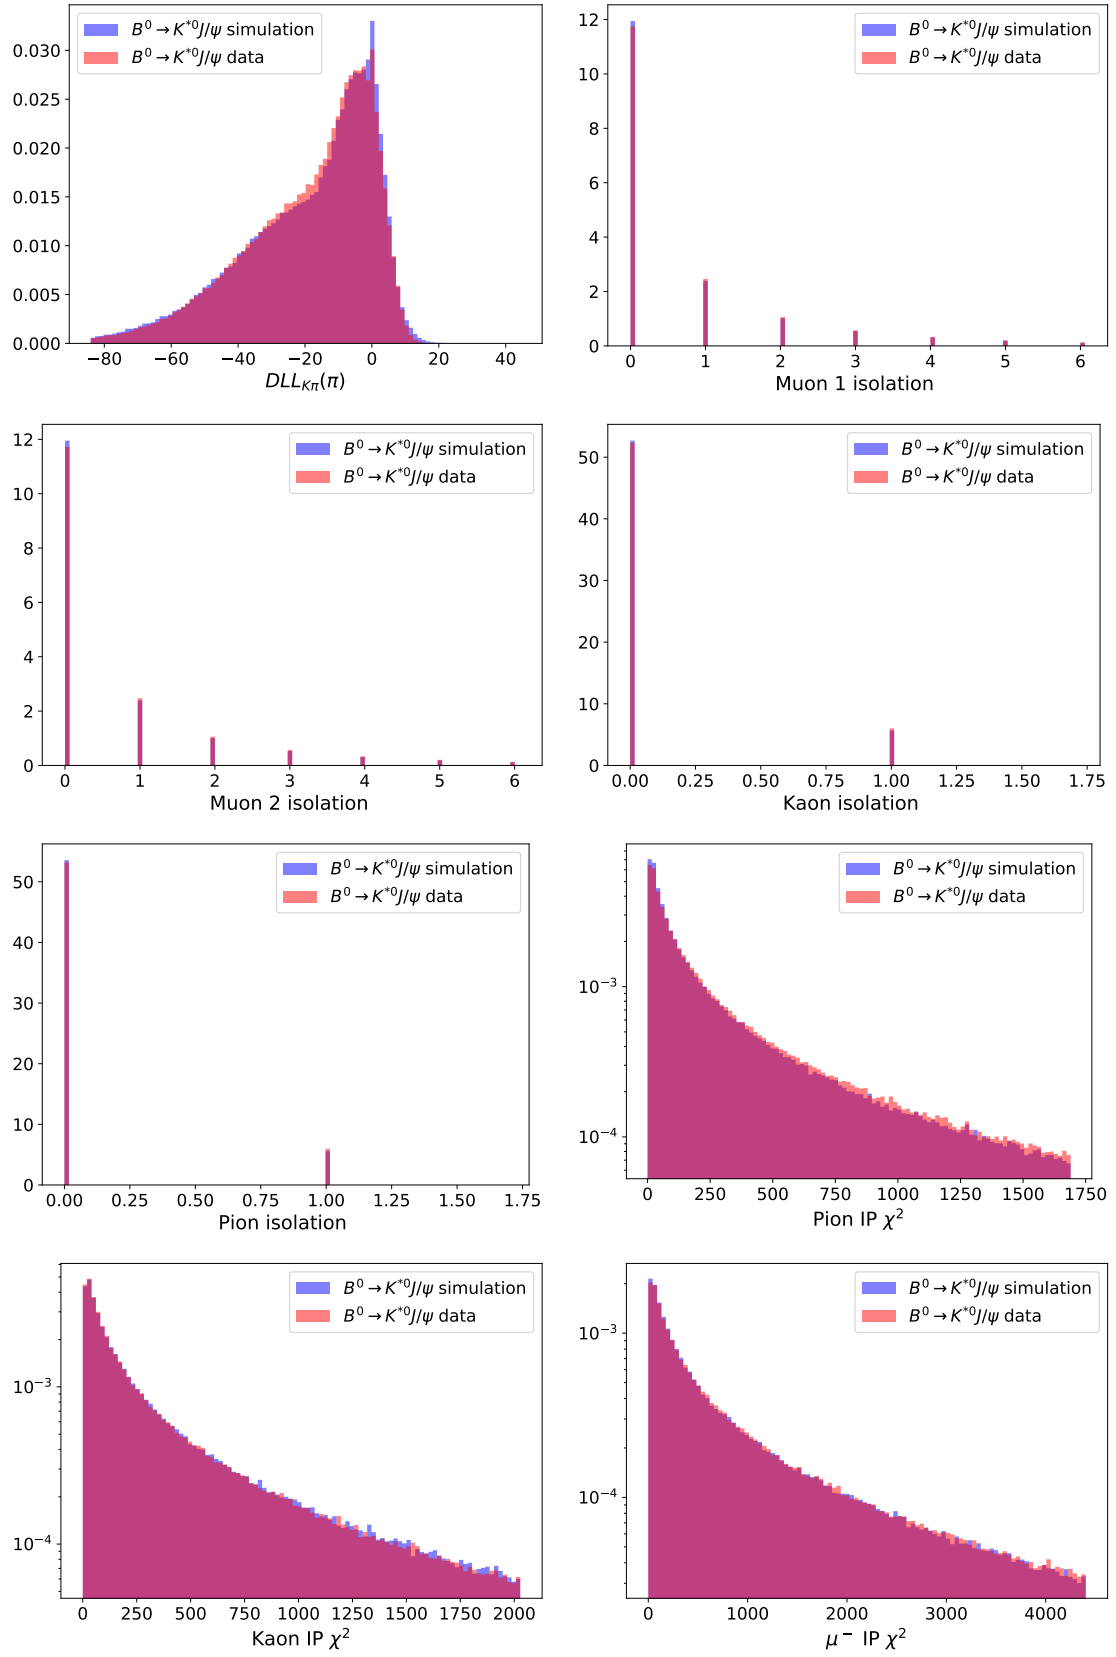 B⁰→K*⁰J/ψ simulation
B⁰→K*⁰J/ψ data
0.030
0.025
0.020
0.015
0.010
0.005
0.000
−80 −60 −40 −20 0 20 40
DLL_{Kπ}(π)
B⁰→K*⁰J/ψ simulation
B⁰→K*⁰J/ψ data
12
10
8
6
4
2
0
0 1 2 3 4 5 6
Muon 1 isolation
B⁰→K*⁰J/ψ simulation
B⁰→K*⁰J/ψ data
12
10
8
6
4
2
0
0 1 2 3 4 5 6
Muon 2 isolation
B⁰→K*⁰J/ψ simulation
B⁰→K*⁰J/ψ data
50
40
30
20
10
0
0.00 0.25 0.50 0.75 1.00 1.25 1.50 1.75
Kaon isolation
B⁰→K*⁰J/ψ simulation
B⁰→K*⁰J/ψ data
50
40
30
20
10
0
0.00 0.25 0.50 0.75 1.00 1.25 1.50 1.75
Pion isolation
B⁰→K*⁰J/ψ simulation
B⁰→K*⁰J/ψ data
10⁻³
10⁻⁴
0 250 500 750 1000 1250 1500 1750
Pion IP χ²
B⁰→K*⁰J/ψ simulation
B⁰→K*⁰J/ψ data
10⁻³
10⁻⁴
0 250 500 750 1000 1250 1500 1750 2000
Kaon IP χ²
B⁰→K*⁰J/ψ simulation
B⁰→K*⁰J/ψ data
10⁻³
10⁻⁴
0 1000 2000 3000 4000
μ⁻ IP χ²